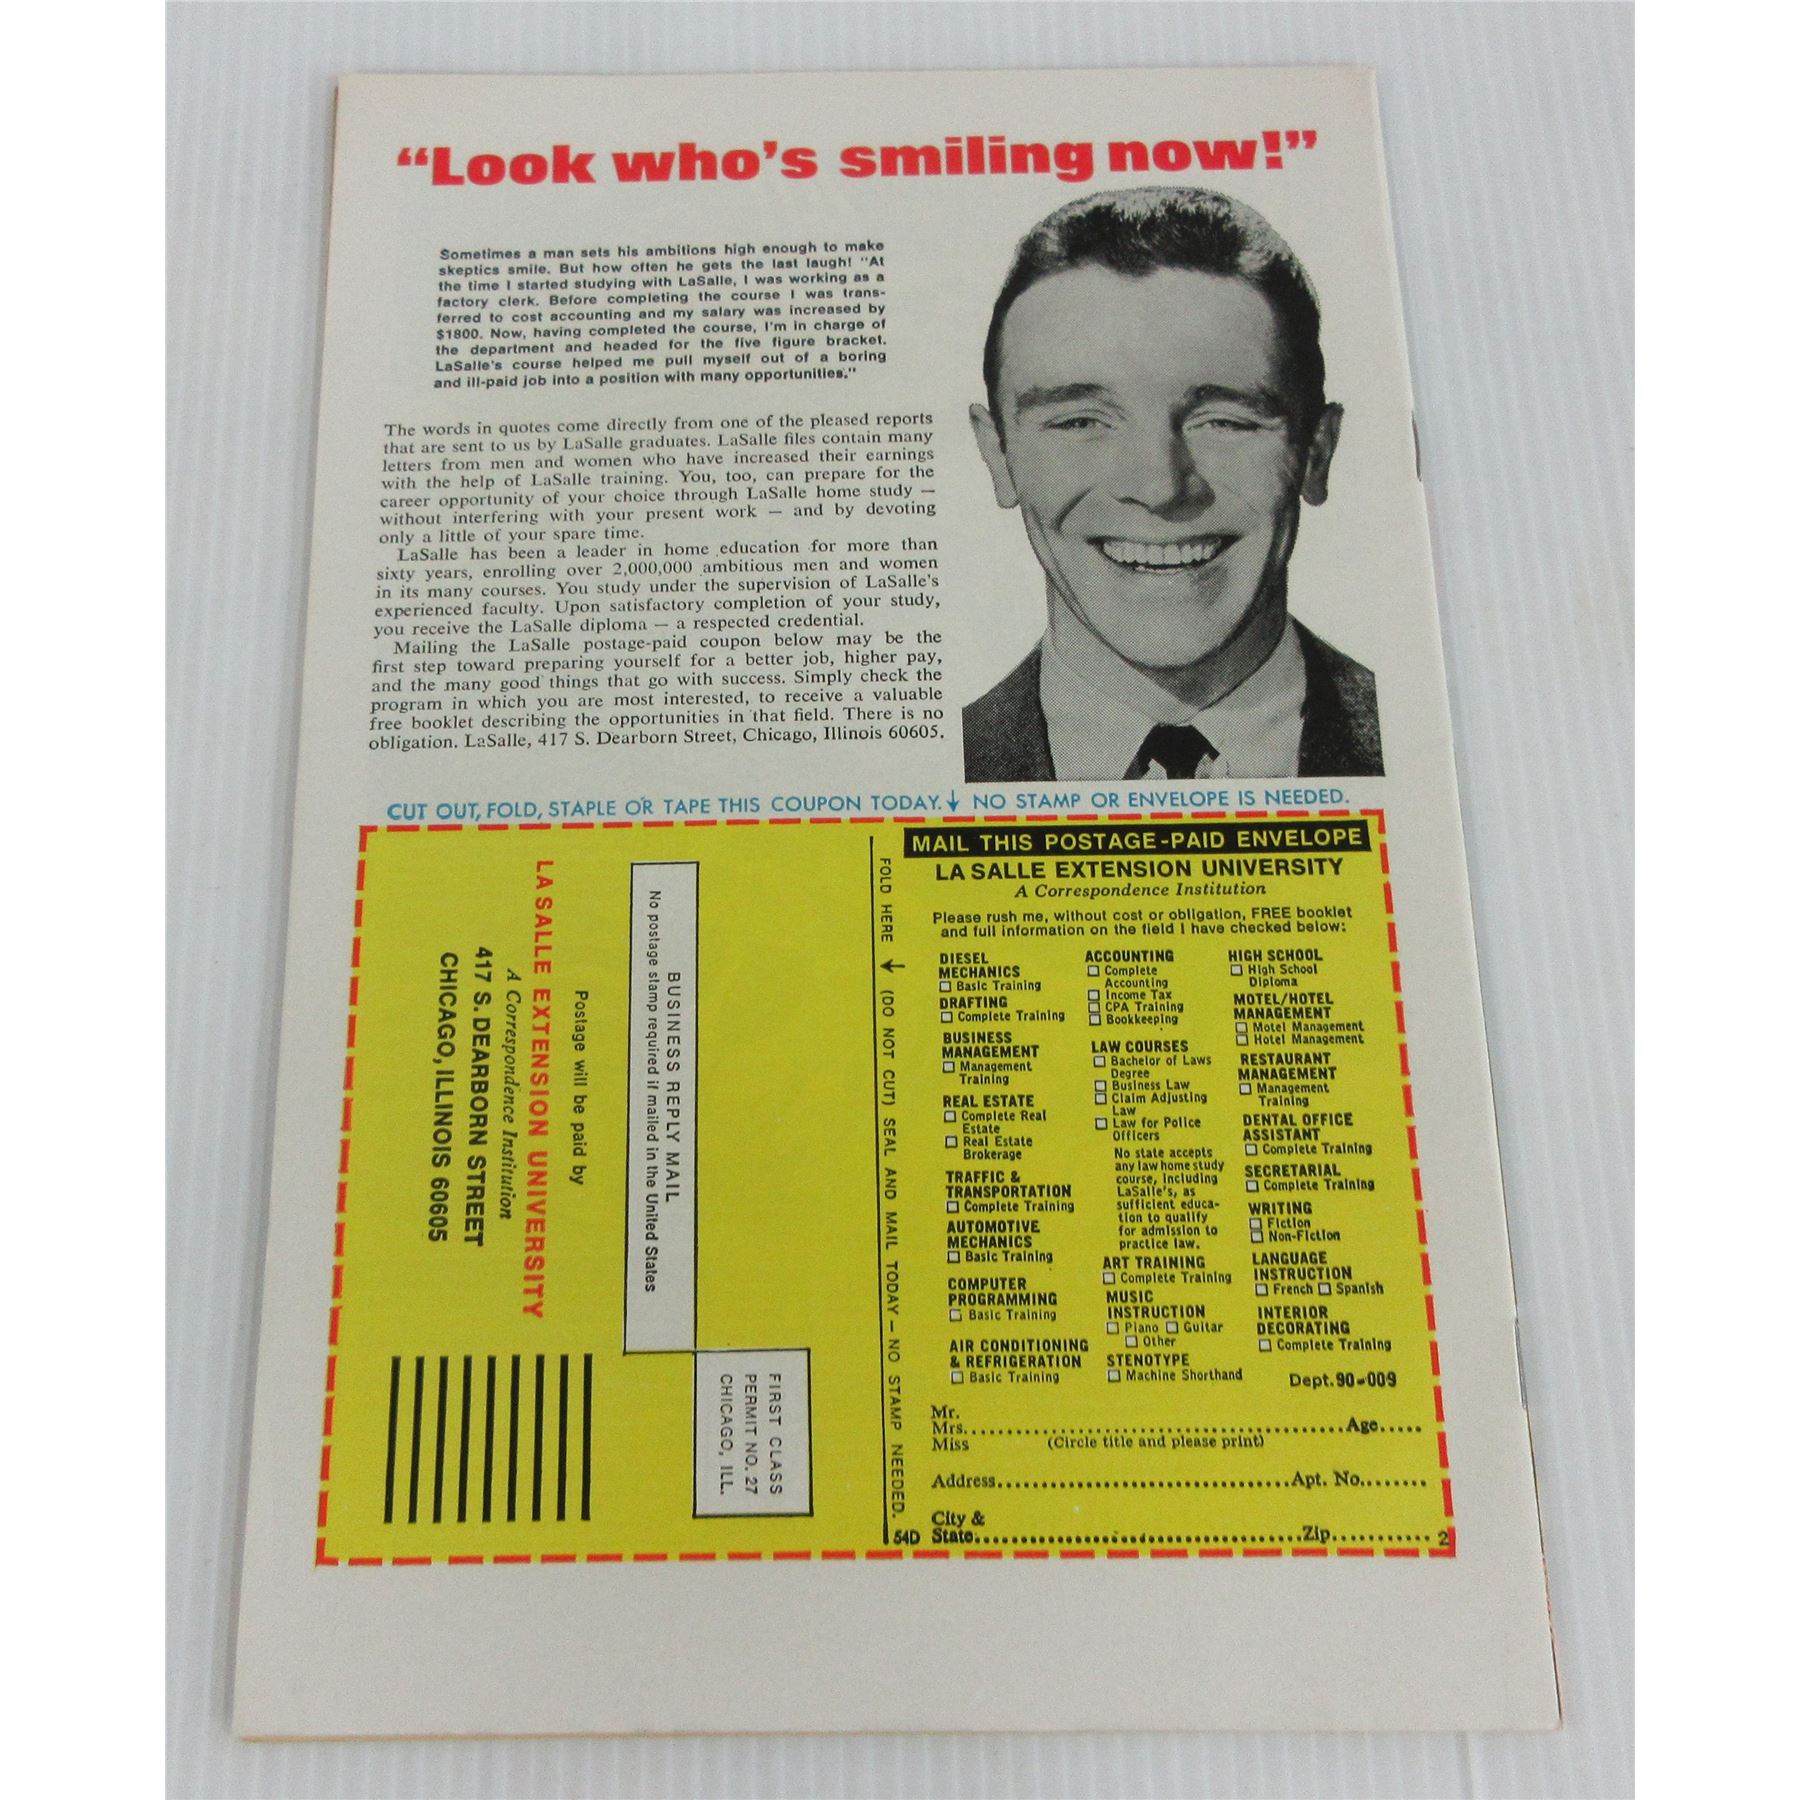 “Look who’s smiling now!”
Sometimes a man sets his ambitions high enough to make
skeptics smile. But how often he gets the last laugh! "At
the time I started studying with LaSalle, I was working as a
factory clerk. Before completing the course I was trans-
ferred to cost accounting and my salary was increased by
$1800. Now, having completed the course, I'm in charge of
the department and headed for the five figure bracket.
LaSalle's course helped me pull myself out of a boring
and ill-paid job into a position with many opportunities."
The words in quotes come directly from one of the pleased reports
that are sent to us by LaSalle graduates. LaSalle files contain many
letters from men and women who have increased their earnings
with the help of LaSalle training. You, too, can prepare for the
career opportunity of your choice through LaSalle home study —
without interfering with your present work — and by devoting
only a little of your spare time.
LaSalle has been a leader in home education for more than
sixty years, enrolling over 2,000,000 ambitious men and women
in its many courses. You study under the supervision of LaSalle's
experienced faculty. Upon satisfactory completion of your study,
you receive the LaSalle diploma — a respected credential.
Mailing the LaSalle postage-paid coupon below may be the
first step toward preparing yourself for a better job, higher pay,
and the many good things that go with success. Simply check the
program in which you are most interested, to receive a valuable
free booklet describing the opportunities in that field. There is no
obligation. LaSalle, 417 S. Dearborn Street, Chicago, Illinois 60605.
CUT OUT, FOLD, STAPLE OR TAPE THIS COUPON TODAY.↓ NO STAMP OR ENVELOPE IS NEEDED.
FIRST CLASS
PERMIT NO. 27
CHICAGO, ILL.
BUSINESS REPLY MAIL
No postage stamp required if mailed in the United States
Postage will be paid by
LASALLE EXTENSION UNIVERSITY
A Correspondence Institution
417 S. DEARBORN STREET
CHICAGO, ILLINOIS 60605
FOLD HERE ↓ (DO NOT CUT) SEAL AND MAIL TODAY – NO STAMP NEEDED.
MAIL THIS POSTAGE-PAID ENVELOPE
LA SALLE EXTENSION UNIVERSITY
A Correspondence Institution
Please rush me, without cost or obligation, FREE booklet
and full information on the field I have checked below:
DIESEL
MECHANICS
☐ Basic Training
DRAFTING
☐ Complete Training
BUSINESS
MANAGEMENT
☐ Management
Training
REAL ESTATE
☐ Complete Real
Estate
☐ Real Estate
Brokerage
TRAFFIC &
TRANSPORTATION
☐ Complete Training
AUTOMOTIVE
MECHANICS
☐ Basic Training
COMPUTER
PROGRAMMING
☐ Basic Training
AIR CONDITIONING
& REFRIGERATION
☐ Basic Training
ACCOUNTING
☐ Complete
Accounting
☐ Income Tax
☐ CPA Training
☐ Bookkeeping
LAW COURSES
☐ Bachelor of Laws
Degree
☐ Business Law
☐ Claim Adjusting
Law
☐ Law for Police
Officers
No state accepts
any law home study
course, including
LaSalle's, as
sufficient educa-
tion to qualify
for admission to
practice law.
ART TRAINING
☐ Complete Training
MUSIC
INSTRUCTION
☐ Piano ☐ Guitar
☐ Other
STENOTYPE
☐ Machine Shorthand
HIGH SCHOOL
☐ High School
Diploma
MOTEL/HOTEL
MANAGEMENT
☐ Motel Management
☐ Hotel Management
RESTAURANT
MANAGEMENT
☐ Management
Training
DENTAL OFFICE
ASSISTANT
☐ Complete Training
SECRETARIAL
☐ Complete Training
WRITING
☐ Fiction
☐ Non-Fiction
LANGUAGE
INSTRUCTION
☐ French ☐ Spanish
INTERIOR
DECORATING
☐ Complete Training
Dept. 90-009
Mr.
Mrs. Age
Miss (Circle title and please print)
Address Apt. No.
City &
54D State Zip 2